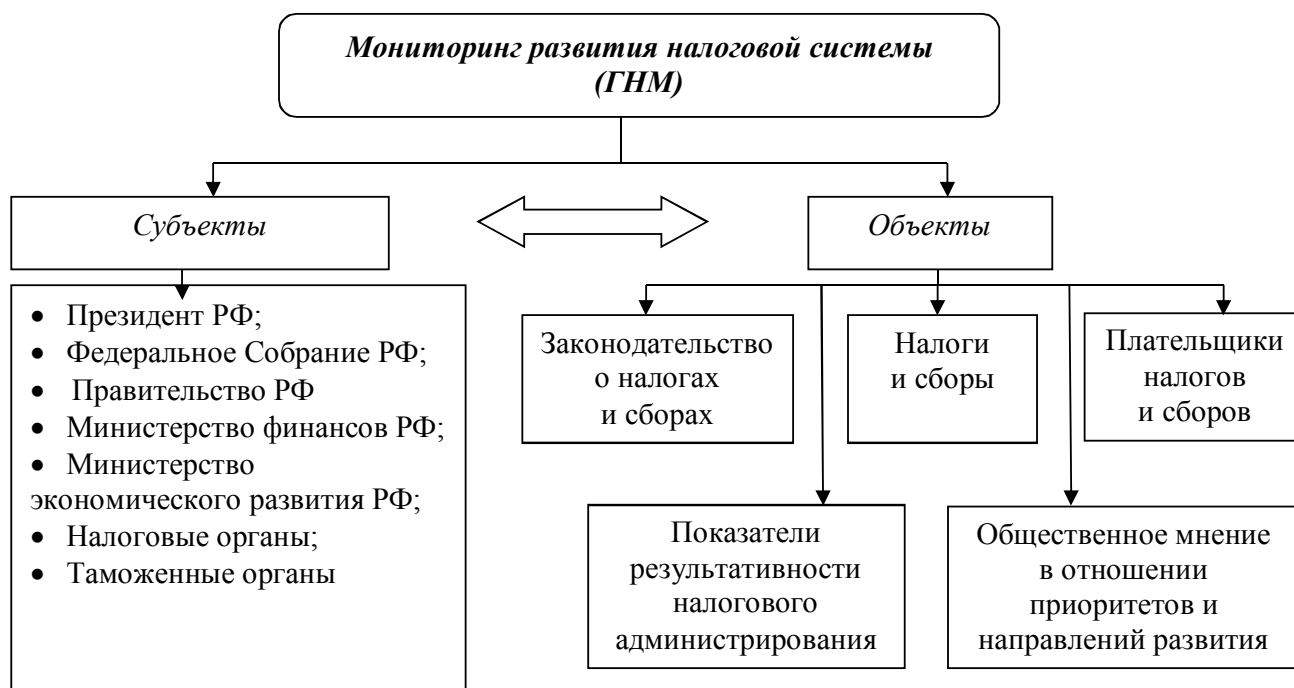 Мониторинг развития налоговой системы
(ГНМ)
Субъекты
Объекты
• Президент РФ;
• Федеральное Собрание РФ;
• Правительство РФ
• Министерство финансов РФ;
• Министерство
экономического развития РФ;
• Налоговые органы;
• Таможенные органы
Законодательство
о налогах
и сборах
Налоги
и сборы
Плательщики
налогов
и сборов
Показатели
результативности
налогового
администрирования
Общественное мнение
в отношении
приоритетов и
направлений развития